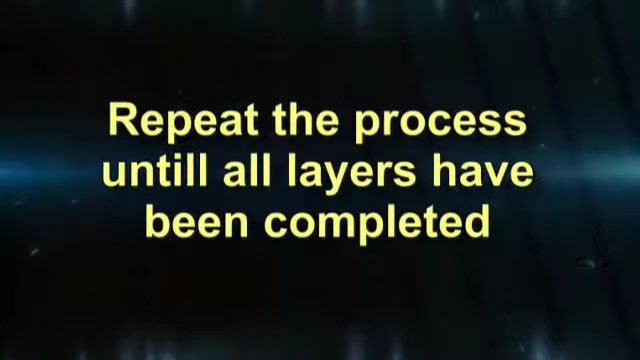 Repeat the process
untill all layers have
been completed